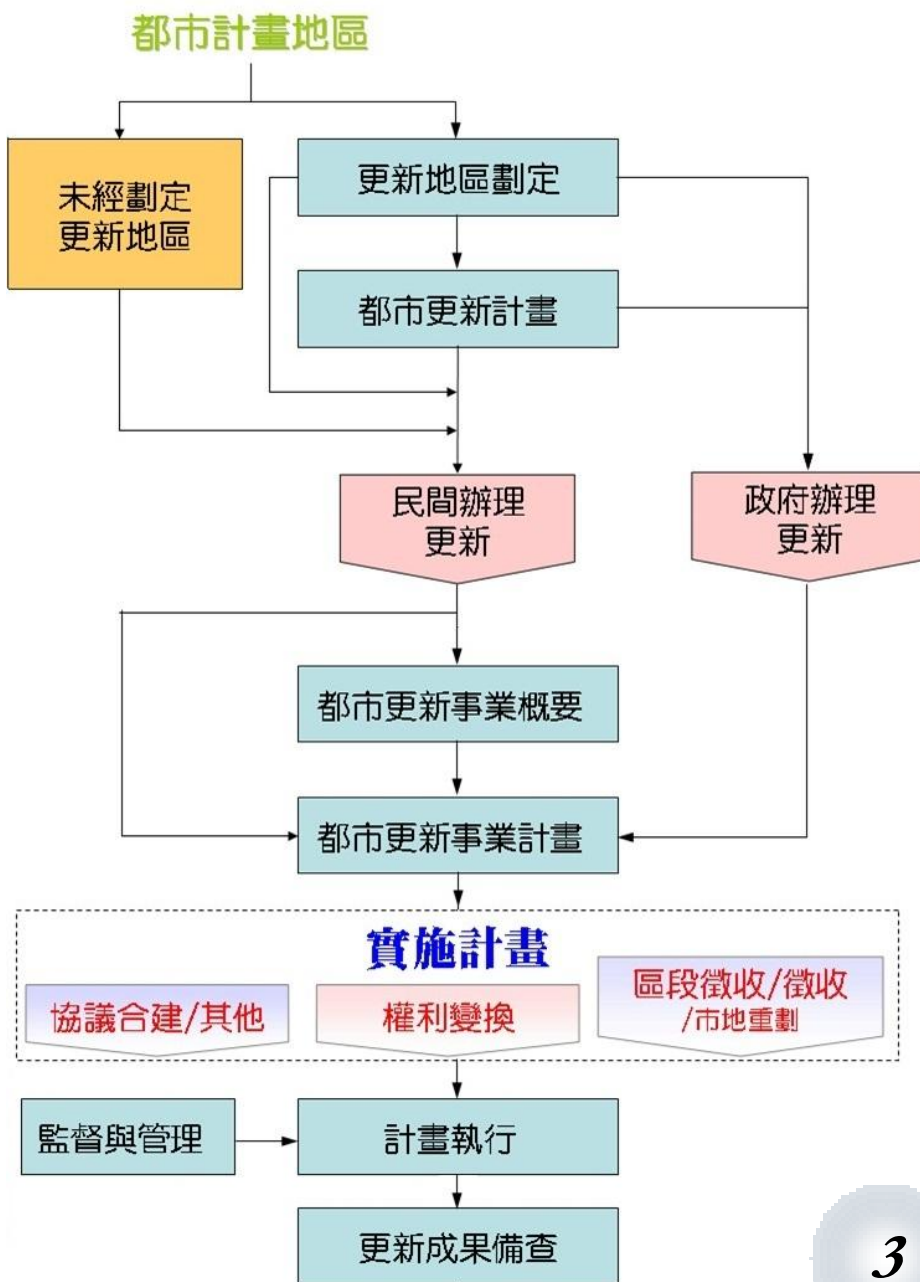 都市計畫地區
未經劃定
更新地區
更新地區劃定
都市更新計畫
民間辦理
更新
政府辦理
更新
都市更新事業概要
都市更新事業計畫
實施計畫
協議合建/其他
權利變換
區段徵收/徵收
/市地重劃
監督與管理
計畫執行
更新成果備查
3